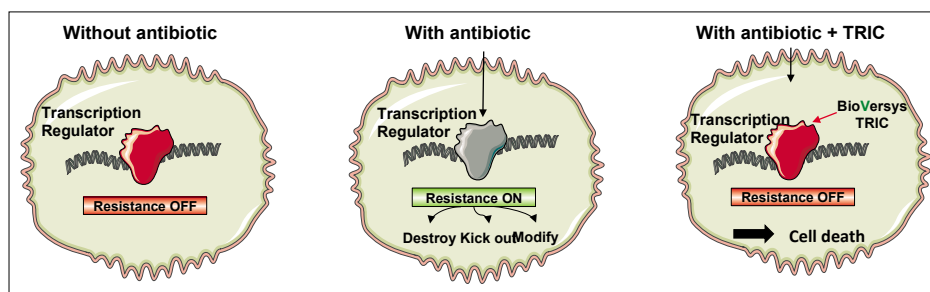 Without antibiotic
Transcription
Regulator
Resistance OFF
With antibiotic
Transcription
Regulator
Resistance ON
Destroy Kick out Modify
With antibiotic + TRIC
BioVersys
TRIC
Transcription
Regulator
Resistance OFF
Cell death